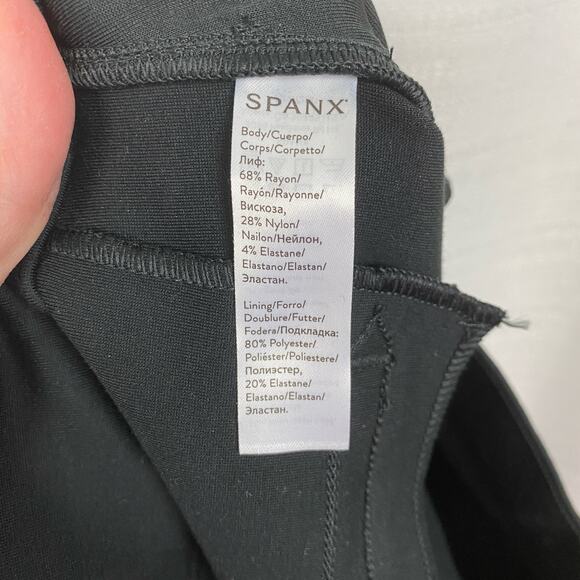 SPANX®
Body/Cuerpo/
Corps/Corpetto/
Лиф:
68% Rayon/
Rayón/Rayonne/
Вискоза,
28% Nylon/
Nailon/Нейлон,
4% Elastane/
Elastano/Elastan/
Эластан.
Lining/Forro/
Doublure/Futter/
Fodera/Подкладка:
80% Polyester/
Poliéster/Poliestere/
Полиэстер,
20% Elastane/
Elastano/Elastan/
Эластан.